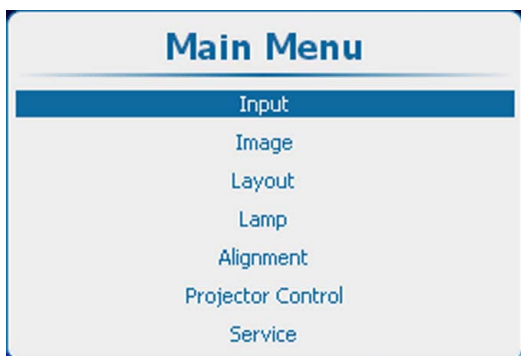 Main Menu
Input
Image
Layout
Lamp
Alignment
Projector Control
Service